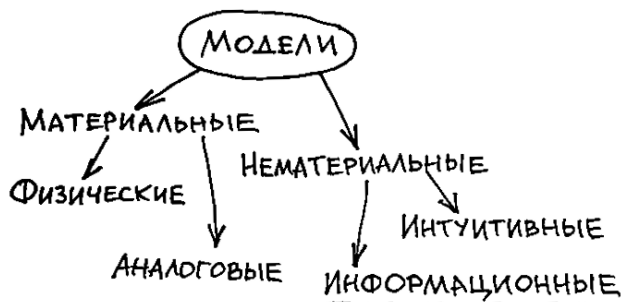 Модели
Материальные
Нематериальные
Физические
Интуитивные
Аналоговые
Информационные